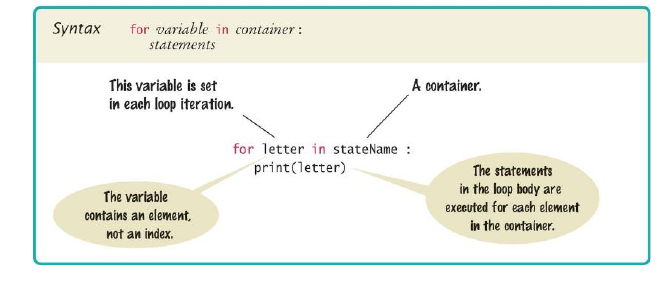 Syntax for variable in container :
statements
This variable is set
in each loop iteration.
A container.
for letter in stateName :
print(letter)
The variable
contains an element,
not an index.
The statements
in the loop body are
executed for each element
in the container.